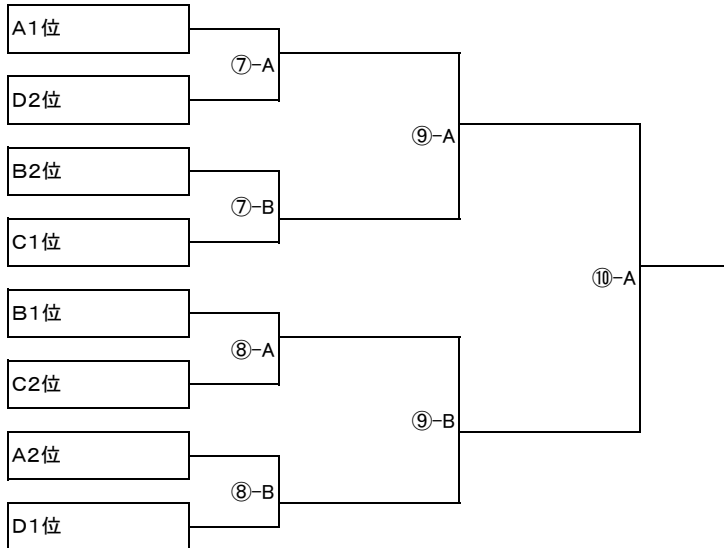 A1位
⑦-A
D2位
⑨-A
B2位
⑦-B
C1位
⑩-A
B1位
⑧-A
C2位
⑨-B
A2位
⑧-B
D1位